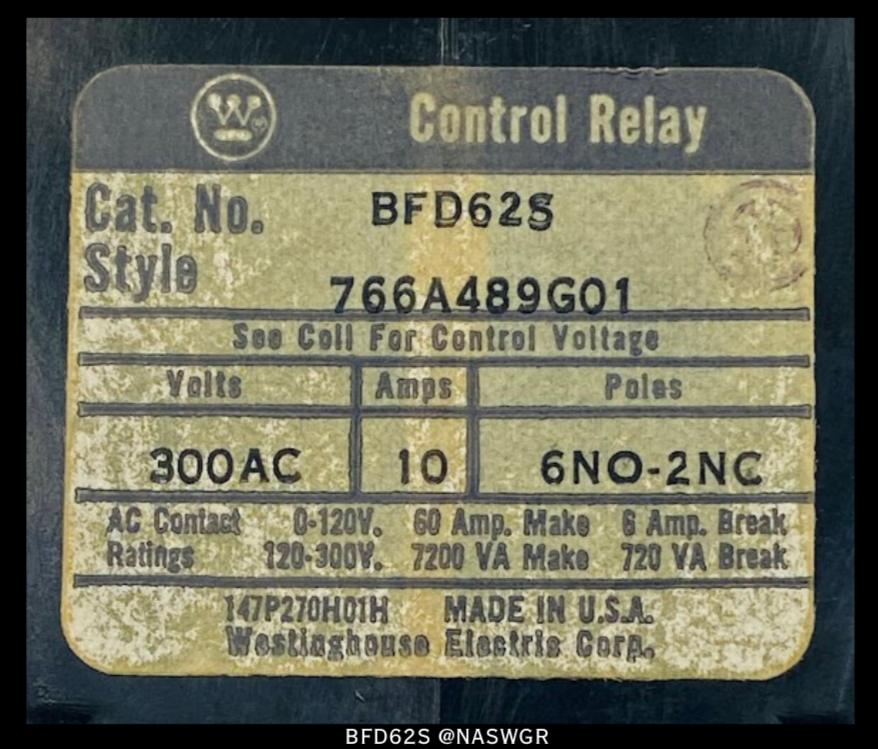 Control Relay
Cat. No. BFD62S
Style 766A489G01
See Coil For Control Voltage
Volts Amps Poles
300AC 10 6NO-2NC
AC Contact 0-120V. 60 Amp. Make 6 Amp. Break
Ratings 120-300V. 7200 VA Make 720 VA Break
147P270H01H MADE IN U.S.A.
Westinghouse Electric Corp.
BFD62S @NASWGR